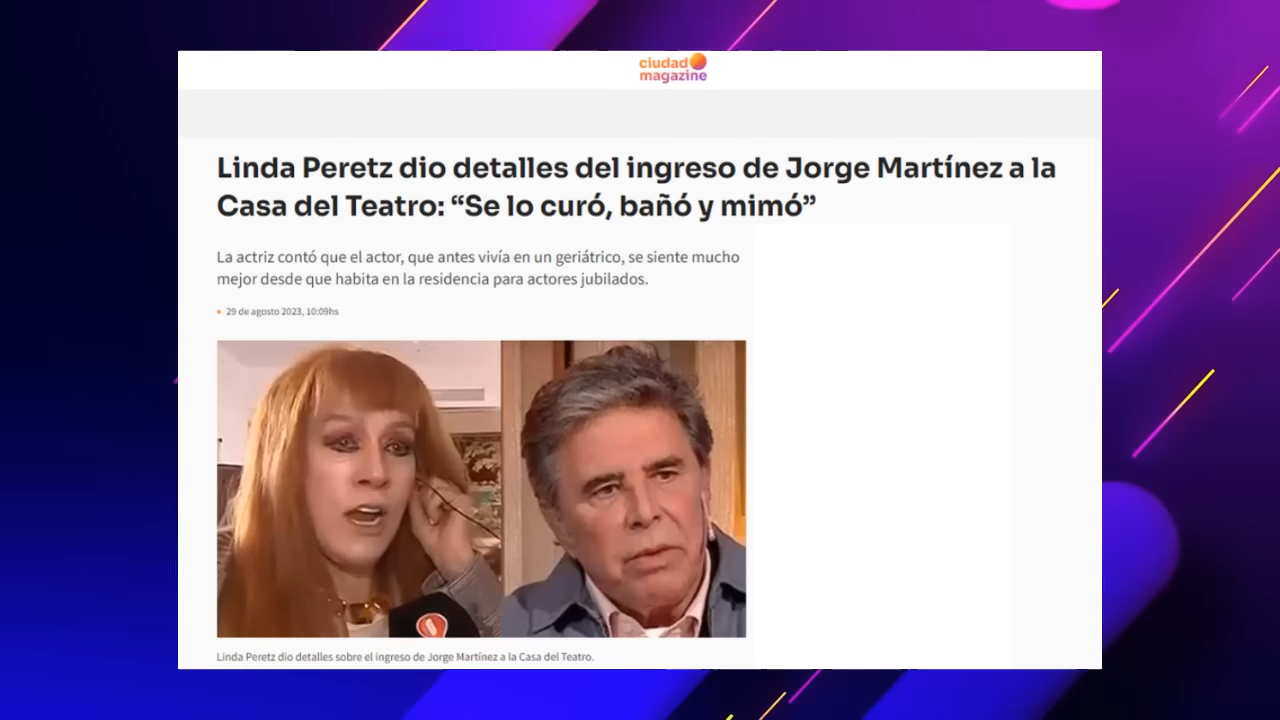 ciudad
magazine
Linda Peretz dio detalles del ingreso de Jorge Martínez a la
Casa del Teatro: “Se lo curó, bañó y mimó”
La actriz contó que el actor, que antes vivía en un geriátrico, se siente mucho
mejor desde que habita en la residencia para actores jubilados.
29 de agosto 2023, 10:09hs
Linda Peretz dio detalles sobre el ingreso de Jorge Martínez a la Casa del Teatro.